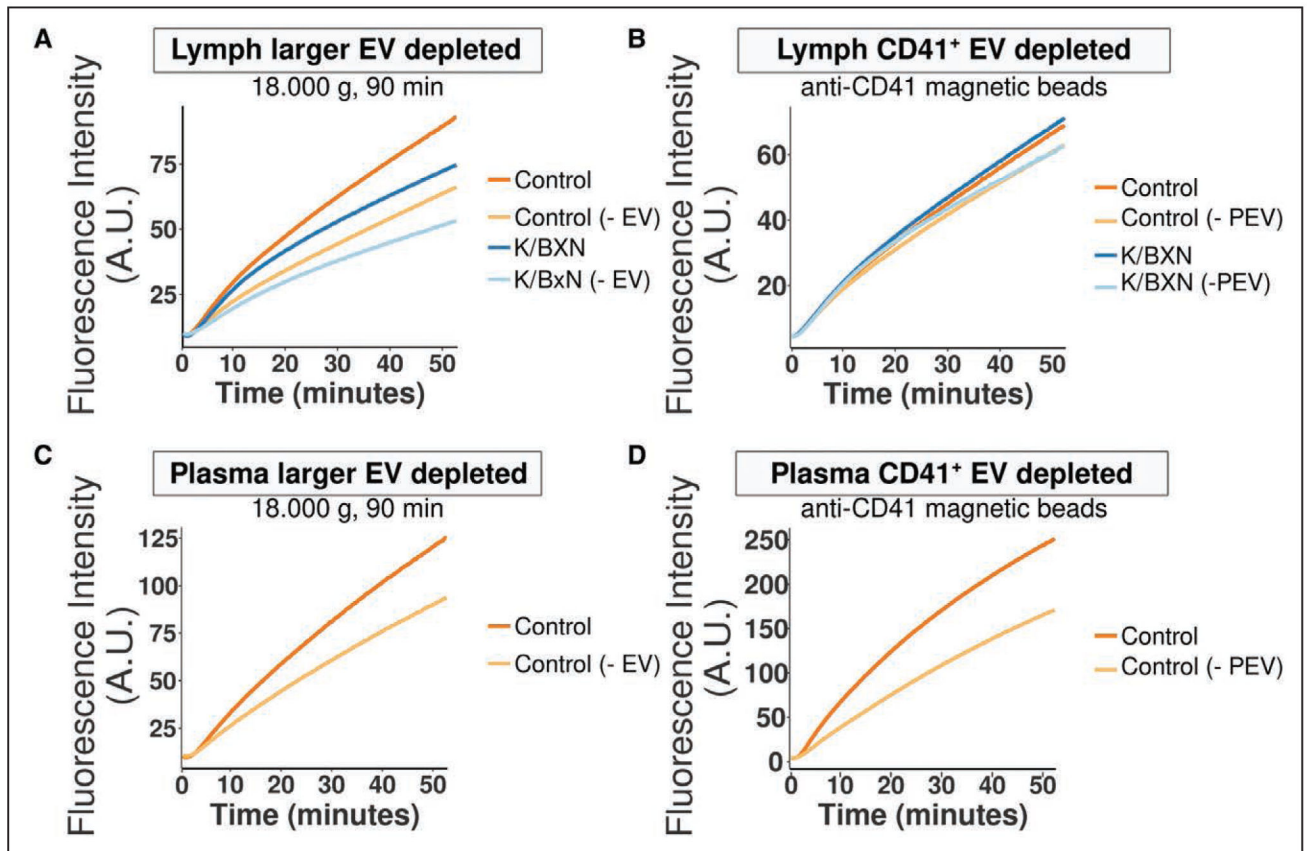 A
Lymph larger EV depleted
18.000 g, 90 min
Fluorescence Intensity
(A.U.)
75
50
25
0 10 20 30 40 50
Time (minutes)
Control
Control (- EV)
K/BXN
K/BxN (- EV)
B
Lymph CD41⁺ EV depleted
anti-CD41 magnetic beads
Fluorescence Intensity
(A.U.)
60
40
20
0 10 20 30 40 50
Time (minutes)
Control
Control (- PEV)
K/BXN
K/BXN (-PEV)
C
Plasma larger EV depleted
18.000 g, 90 min
Fluorescence Intensity
(A.U.)
125
100
75
50
25
0 10 20 30 40 50
Time (minutes)
Control
Control (- EV)
D
Plasma CD41⁺ EV depleted
anti-CD41 magnetic beads
Fluorescence Intensity
(A.U.)
250
200
150
100
50
0
0 10 20 30 40 50
Time (minutes)
Control
Control (- PEV)